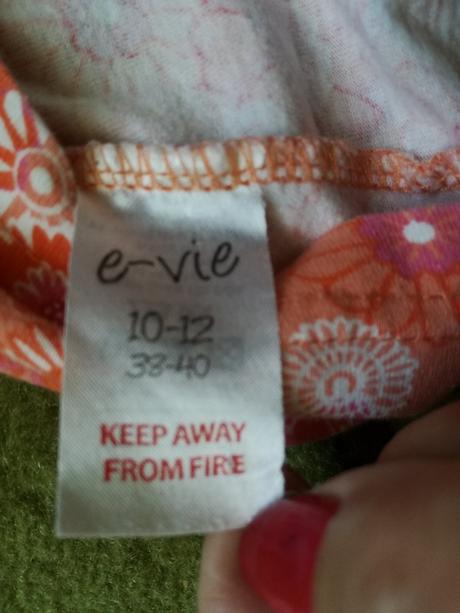 e-vie
10-12
38-40
KEEP AWAY
FROM FIRE